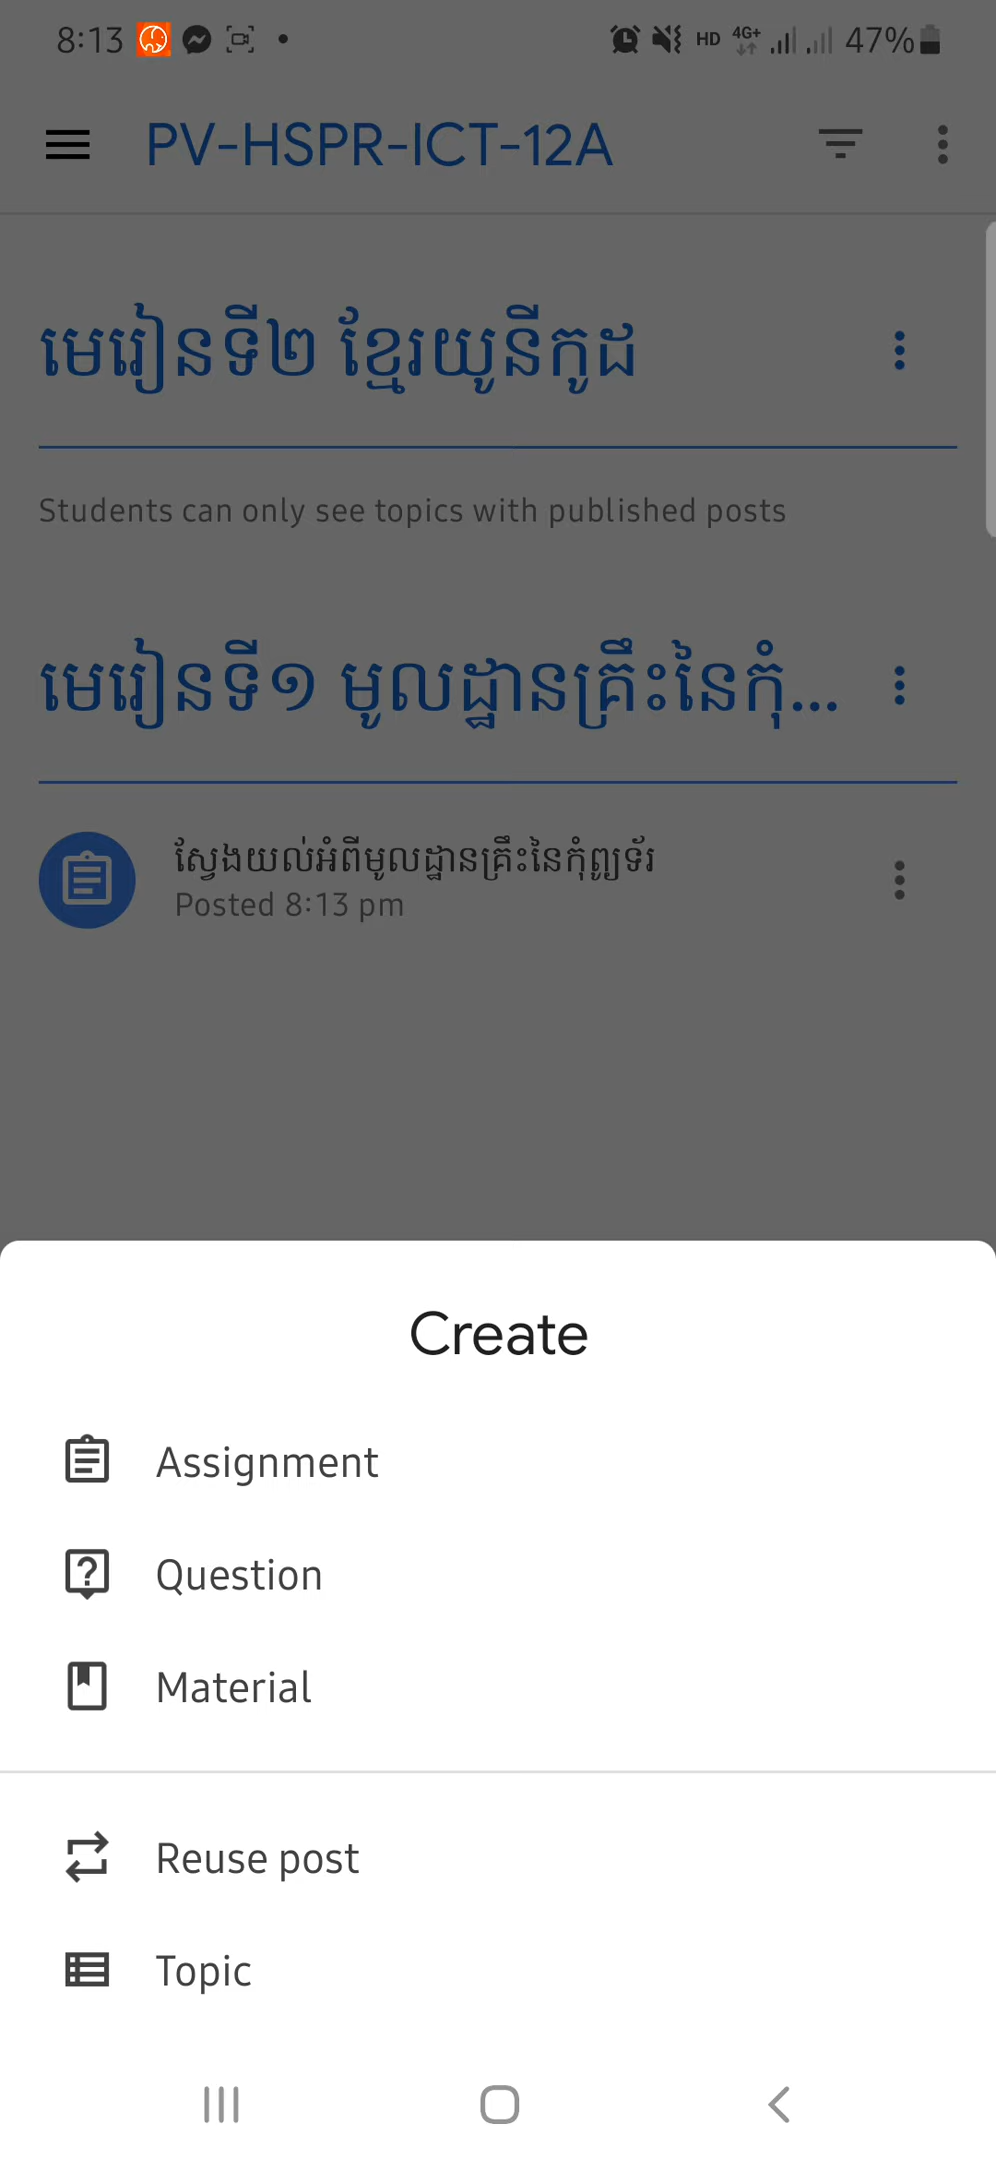 8:13 HD 4G+ 47%
PV-HSPR-ICT-12A
មេរៀនទី២ ខ្មែរយូនីកូដ
Students can only see topics with published posts
មេរៀនទី១ មូលដ្ឋានគ្រឹះនៃកុំ...
ស្វែងយល់អំពីមូលដ្ឋានគ្រឹះនៃកុំព្យូទ័រ
Posted 8:13 pm
Create
Assignment
Question
Material
Reuse post
Topic